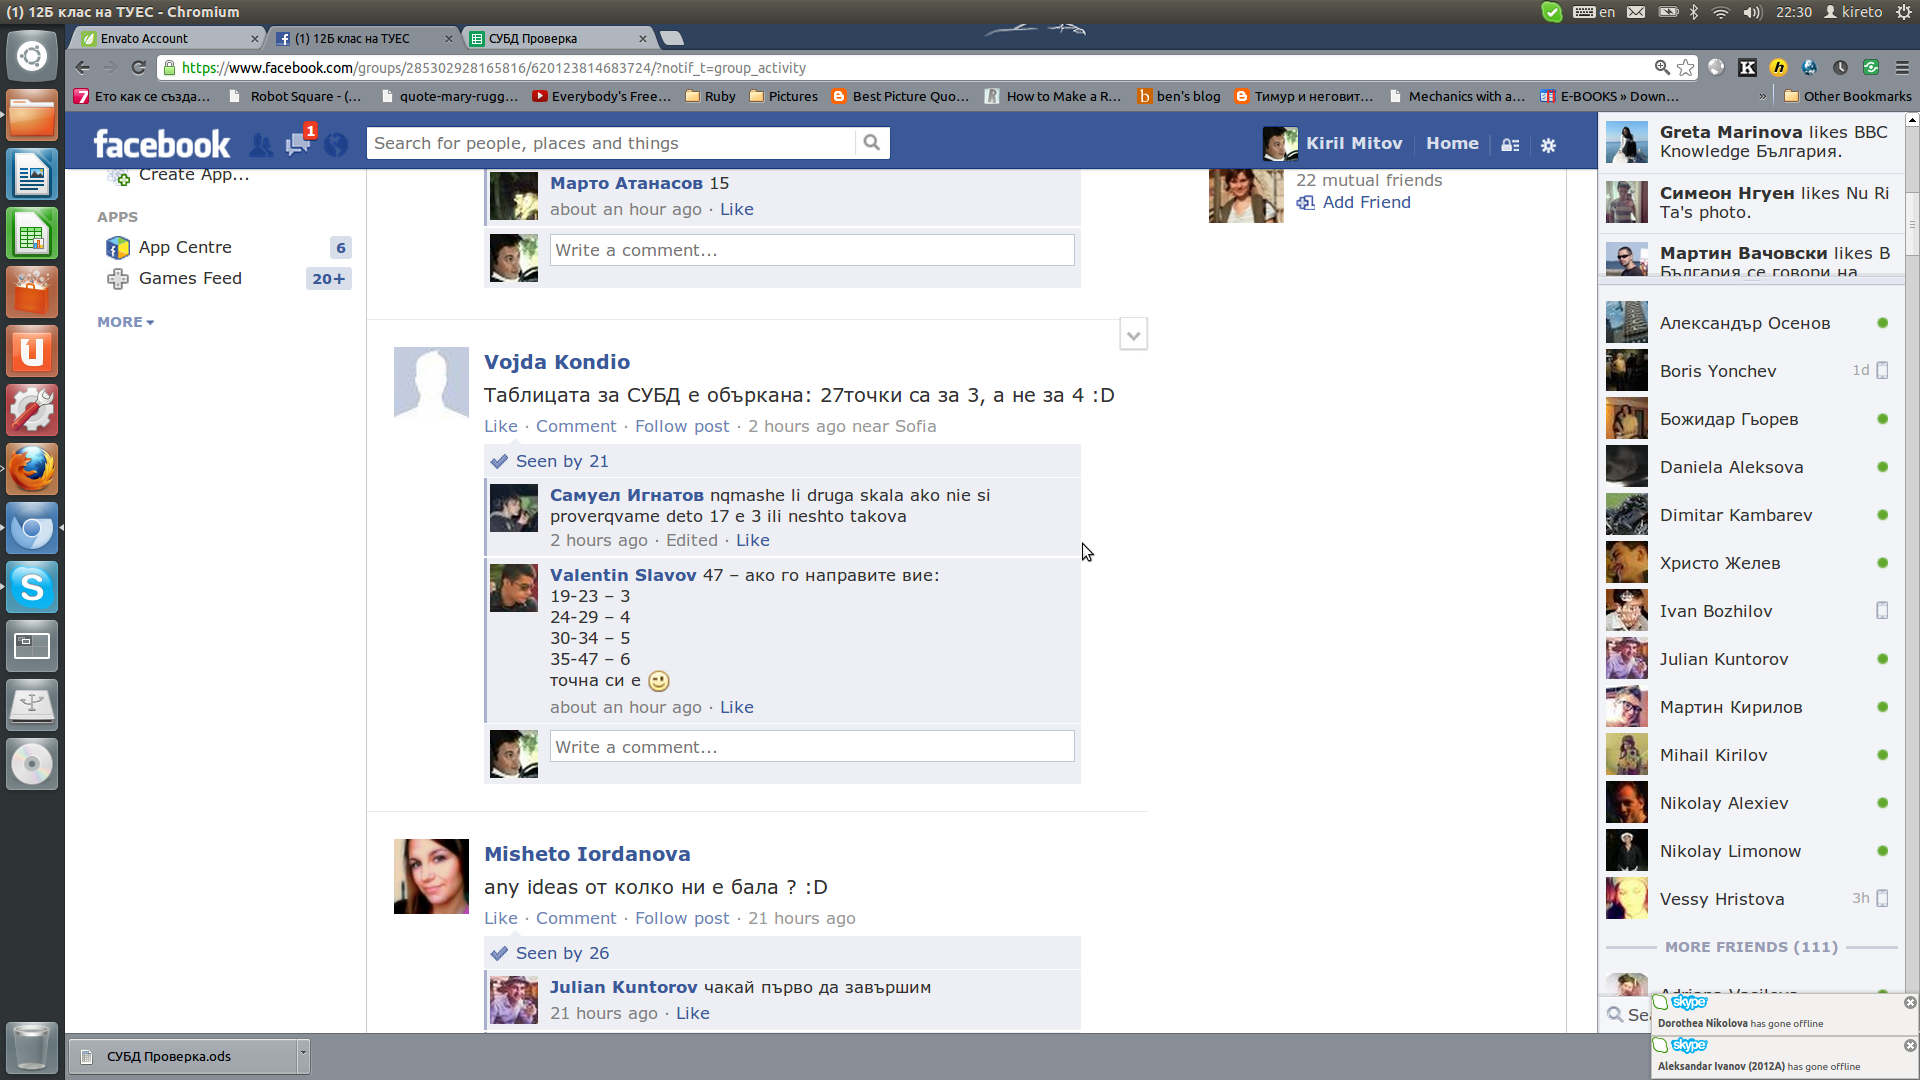 (1) 12Б клас на ТУЕС - Chromium
en
22:30
kireto
Envato Account
(1) 12Б клас на ТУЕС
СУБД Проверка
https://www.facebook.com/groups/285302928165816/620123814683724/?notif_t=group_activity
Ето как се създа...
Robot Square - (...
quote-mary-rugg...
Everybody's Free...
Ruby
Pictures
Best Picture Quo...
How to Make a R...
ben's blog
Тимур и неговит...
Mechanics with a...
E-BOOKS » Down...
»
Other Bookmarks
facebook
1
Search for people, places and things
Kiril Mitov
Home
Create App...
APPS
App Centre
6
Games Feed
20+
MORE
Марто Атанасов 15
about an hour ago · Like
Write a comment...
22 mutual friends
Add Friend
Vojda Kondio
Таблицата за СУБД е объркана: 27точки са за 3, а не за 4 :D
Like · Comment · Follow post · 2 hours ago near Sofia
Seen by 21
Самуел Игнатов nqmashe li druga skala ako nie si
proverqvame deto 17 e 3 ili neshto takova
2 hours ago · Edited · Like
Valentin Slavov 47 – ако го направите вие:
19-23 – 3
24-29 – 4
30-34 – 5
35-47 – 6
точна си е
about an hour ago · Like
Write a comment...
Misheto Iordanova
any ideas от колко ни е бала ? :D
Like · Comment · Follow post · 21 hours ago
Seen by 26
Julian Kuntorov чакай първо да завършим
21 hours ago · Like
Greta Marinova likes BBC
Knowledge България.
Симеон Нгуен likes Nu Ri
Ta's photo.
Мартин Вачовски likes В
България се говори на
Александър Осенов
Boris Yonchev
1d
Божидар Гьорев
Daniela Aleksova
Dimitar Kambarev
Христо Желев
Ivan Bozhilov
Julian Kuntorov
Мартин Кирилов
Mihail Kirilov
Nikolay Alexiev
Nikolay Limonow
Vessy Hristova
3h
MORE FRIENDS (111)
skype
Dorothea Nikolova has gone offline
skype
Aleksandar Ivanov (2012A) has gone offline
СУБД Проверка.ods